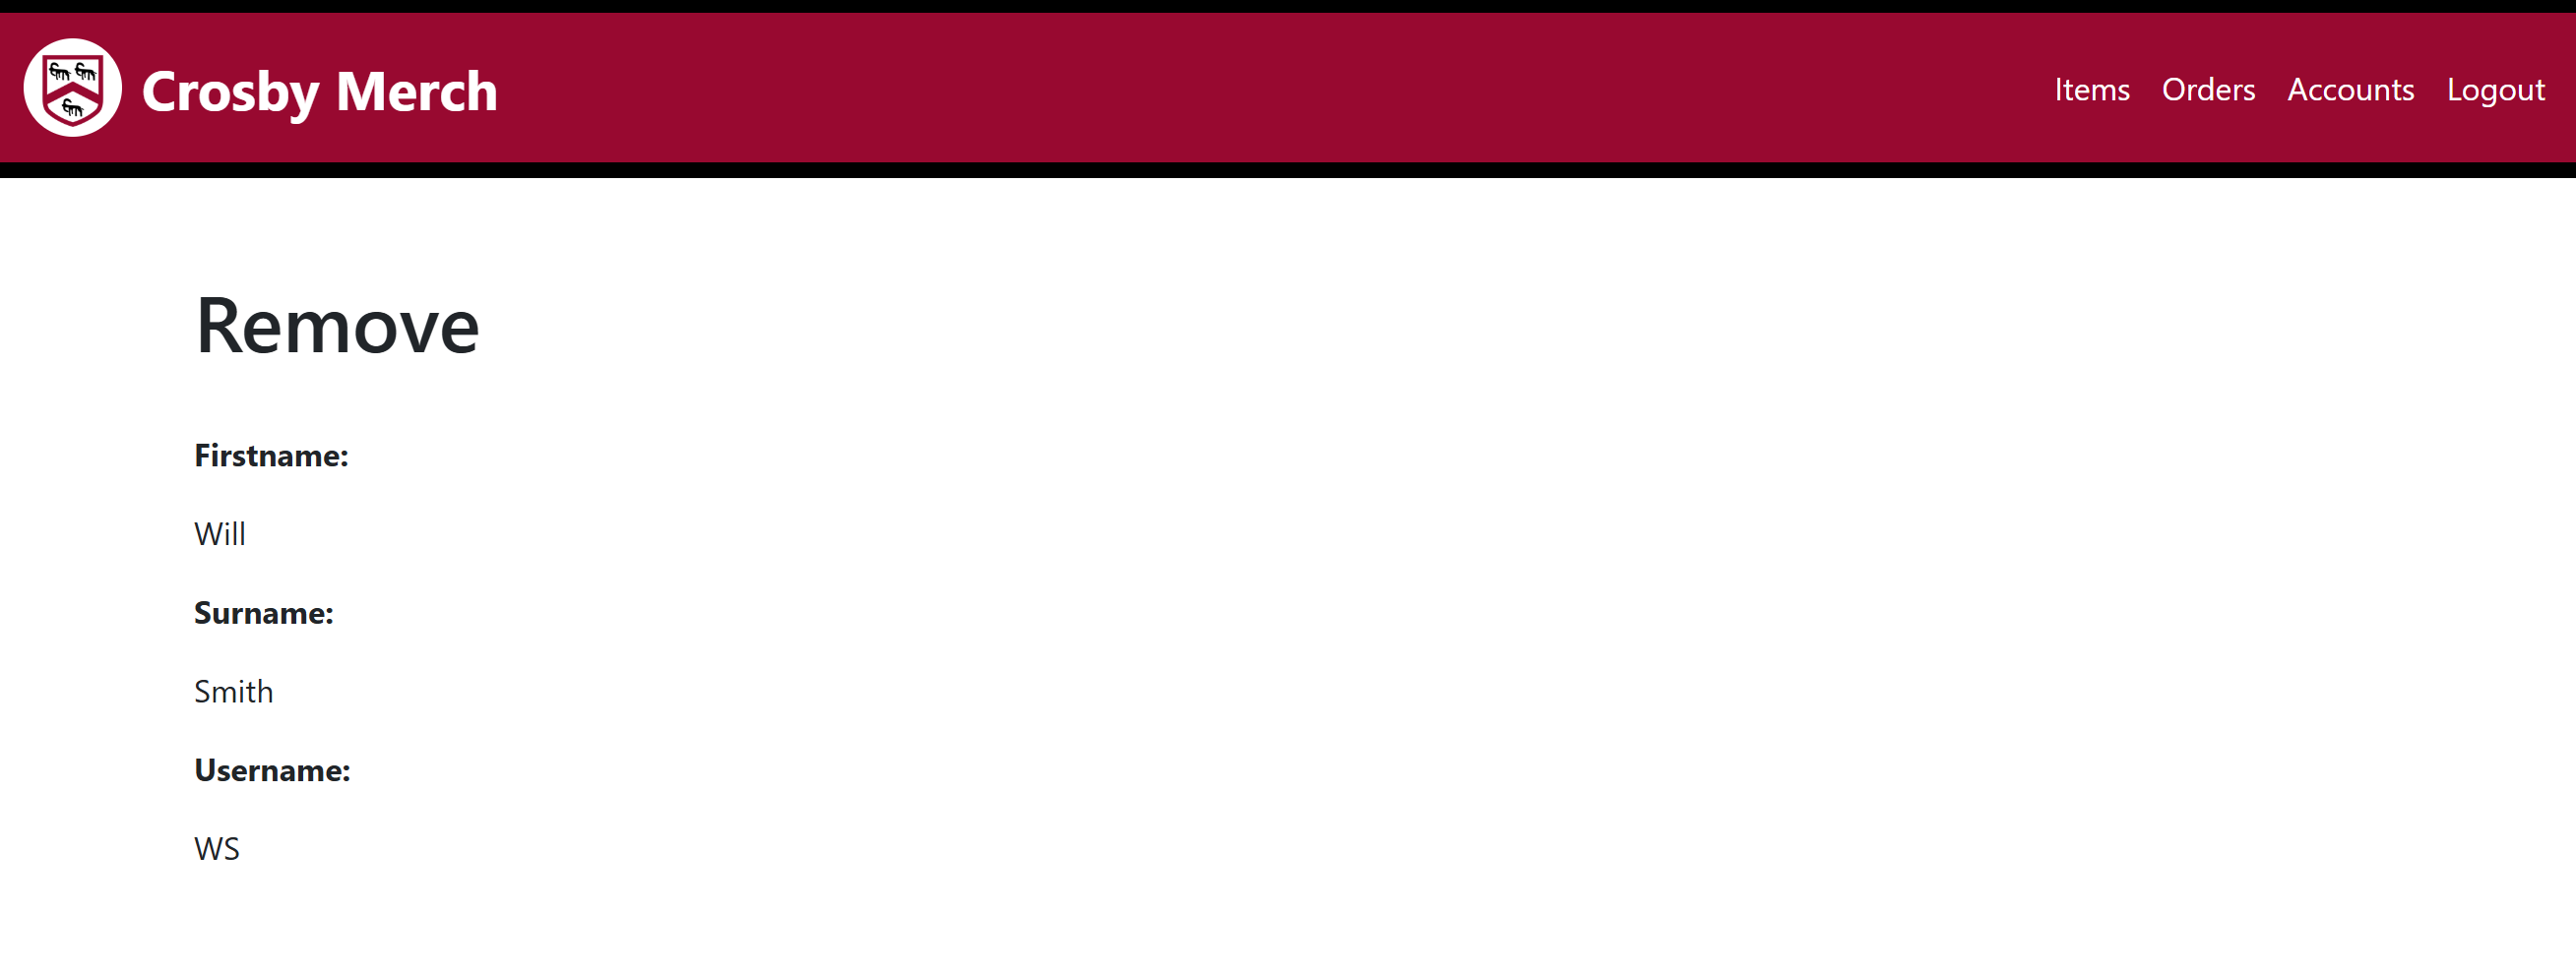 Crosby Merch
Items Orders Accounts Logout
Remove
Firstname:
Will
Surname:
Smith
Username:
WS